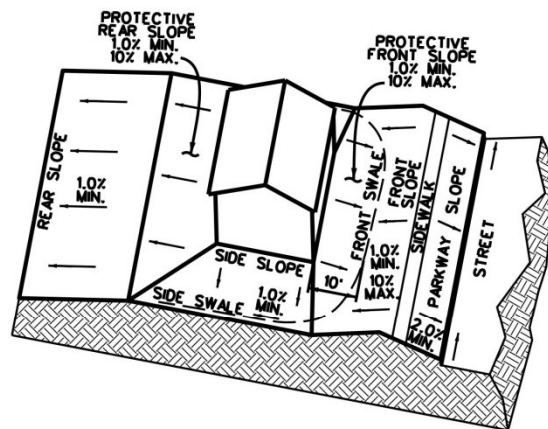 PROTECTIVE
REAR SLOPE
1.0% MIN.
10% MAX.
PROTECTIVE
FRONT SLOPE
1.0% MIN.
10% MAX.
REAR SLOPE
1.0%
MIN.
SIDE SLOPE
1.0%
MIN.
SIDE SWALE
10'
FRONT SWALE
FRONT
SLOPE
1.0%
MIN.
10%
MAX.
SIDEWALK
PARKWAY SLOPE
2.0%
MIN.
STREET